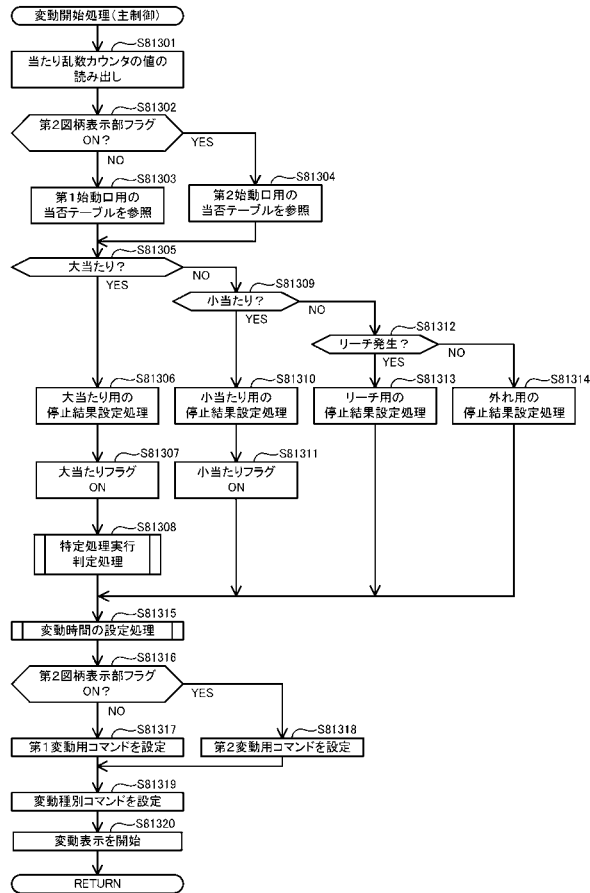 変動開始処理(主制御)
S81301
当たり乱数カウンタの値の
読み出し
S81302
第2図柄表示部フラグ
ON?
YES
NO
S81303
第1始動口用の
当否テーブルを参照
S81304
第2始動口用の
当否テーブルを参照
S81305
大当たり?
NO
YES
S81309
小当たり?
NO
YES
S81312
リーチ発生?
NO
YES
S81306
大当たり用の
停止結果設定処理
S81310
小当たり用の
停止結果設定処理
S81313
リーチ用の
停止結果設定処理
S81314
外れ用の
停止結果設定処理
S81307
大当たりフラグ
ON
S81311
小当たりフラグ
ON
S81308
特定処理実行
判定処理
S81315
変動時間の設定処理
S81316
第2図柄表示部フラグ
ON?
YES
NO
S81317
第1変動用コマンドを設定
S81318
第2変動用コマンドを設定
S81319
変動種別コマンドを設定
S81320
変動表示を開始
RETURN